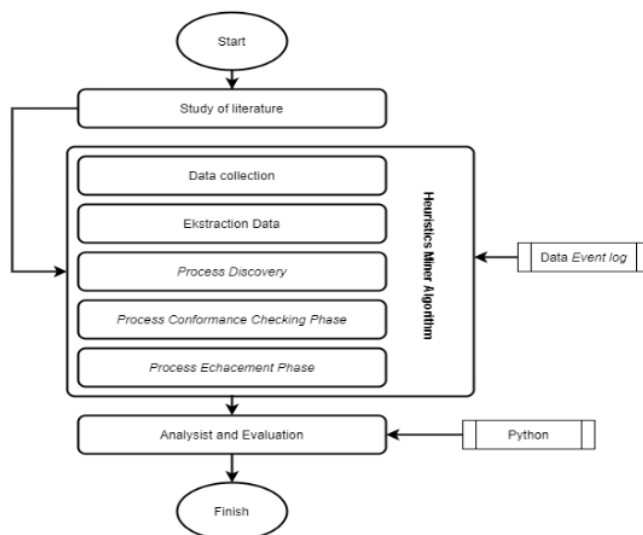 Start
Study of literature
Data collection
Ekstraction Data
Process Discovery
Process Conformance Checking Phase
Process Echacement Phase
Heuristics Miner Algorithm
Data Event log
Analysist and Evaluation
Python
Finish